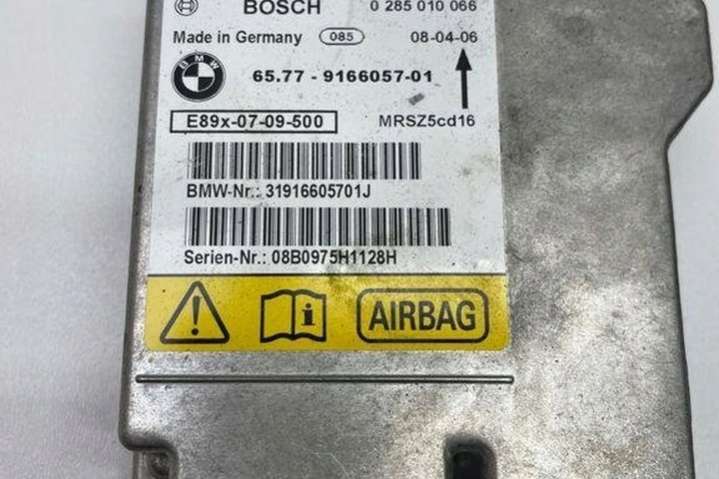 BOSCH 0 285 010 066
Made in Germany 085 08-04-06
BMW 65.77 - 9166057-01
E89x-07-09-500 MRSZ5cd16
BMW-Nr.: 31916605701J
Serien-Nr.: 08B0975H1128H
i AIRBAG